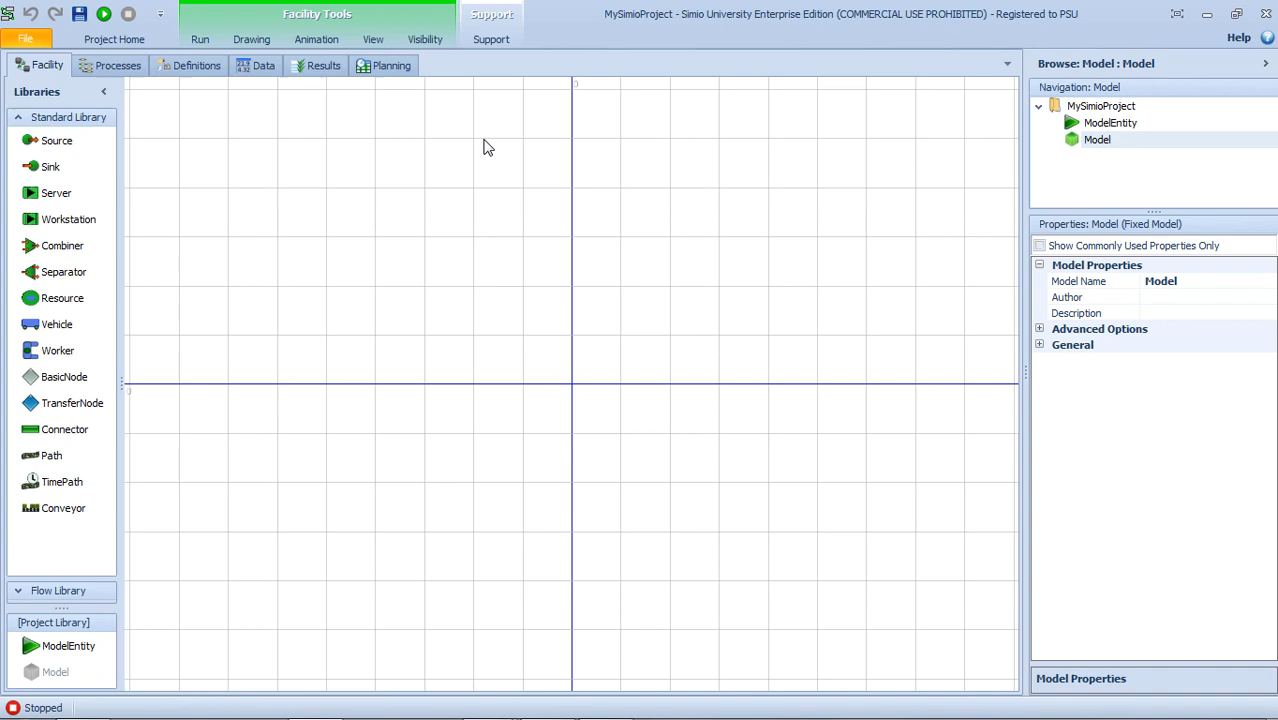 Facility Tools
Support
MySimioProject - Simio University Enterprise Edition (COMMERCIAL USE PROHIBITED) - Registered to PSU
File
Project Home
Run
Drawing
Animation
View
Visibility
Support
Help
Facility
Processes
Definitions
Data
Results
Planning
Libraries
Standard Library
Source
Sink
Server
Workstation
Combiner
Separator
Resource
Vehicle
Worker
BasicNode
TransferNode
Connector
Path
TimePath
Conveyor
Flow Library
[Project Library]
ModelEntity
Model
0
0
Browse: Model : Model
Navigation: Model
MySimioProject
ModelEntity
Model
Properties: Model (Fixed Model)
Show Commonly Used Properties Only
Model Properties
Model Name Model
Author
Description
Advanced Options
General
Model Properties
Stopped